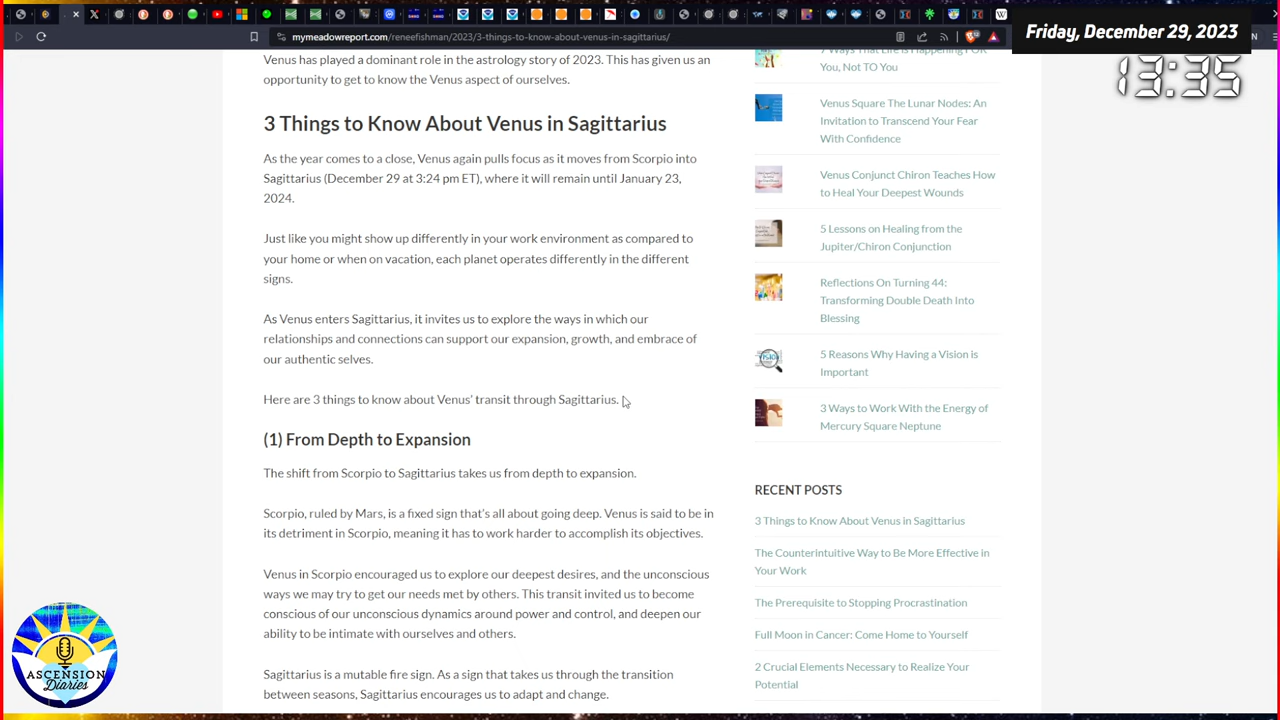 Friday, December 29, 2023
13:35
mymeadowreport.com/reneefishman/2023/3-things-to-know-about-venus-in-sagittarius/
Venus has played a dominant role in the astrology story of 2023. This has given us an
opportunity to get to know the Venus aspect of ourselves.
3 Things to Know About Venus in Sagittarius
As the year comes to a close, Venus again pulls focus as it moves from Scorpio into
Sagittarius (December 29 at 3:24 pm ET), where it will remain until January 23,
2024.
Just like you might show up differently in your work environment as compared to
your home or when on vacation, each planet operates differently in the different
signs.
As Venus enters Sagittarius, it invites us to explore the ways in which our
relationships and connections can support our expansion, growth, and embrace of
our authentic selves.
Here are 3 things to know about Venus' transit through Sagittarius.
(1) From Depth to Expansion
The shift from Scorpio to Sagittarius takes us from depth to expansion.
Scorpio, ruled by Mars, is a fixed sign that's all about going deep. Venus is said to be in
its detriment in Scorpio, meaning it has to work harder to accomplish its objectives.
Venus in Scorpio encouraged us to explore our deepest desires, and the unconscious
ways we may try to get our needs met by others. This transit invited us to become
conscious of our unconscious dynamics around power and control, and deepen our
ability to be intimate with ourselves and others.
Sagittarius is a mutable fire sign. As a sign that takes us through the transition
between seasons, Sagittarius encourages us to adapt and change.
7 Ways That Life is Happening FOR
You, Not TO You
Venus Square The Lunar Nodes: An
Invitation to Transcend Your Fear
With Confidence
Venus Conjunct Chiron Teaches How
to Heal Your Deepest Wounds
5 Lessons on Healing from the
Jupiter/Chiron Conjunction
Reflections On Turning 44:
Transforming Double Death Into
Blessing
5 Reasons Why Having a Vision is
Important
3 Ways to Work With the Energy of
Mercury Square Neptune
RECENT POSTS
3 Things to Know About Venus in Sagittarius
The Counterintuitive Way to Be More Effective in
Your Work
The Prerequisite to Stopping Procrastination
Full Moon in Cancer: Come Home to Yourself
2 Crucial Elements Necessary to Realize Your
Potential
ASCENSION
Diaries